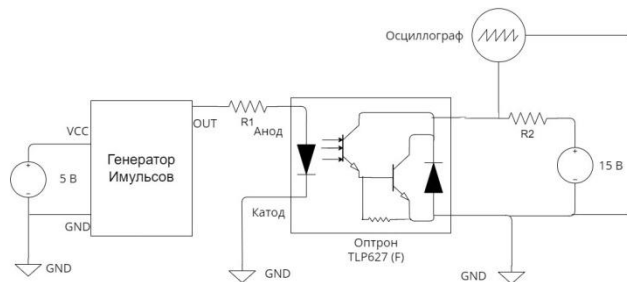 Осциллограф
VCC
OUT
R1
Анод
R2
5 В
Генератор
Имульсов
15 В
GND
Катод
Оптрон
TLP627 (F)
GND
GND
GND